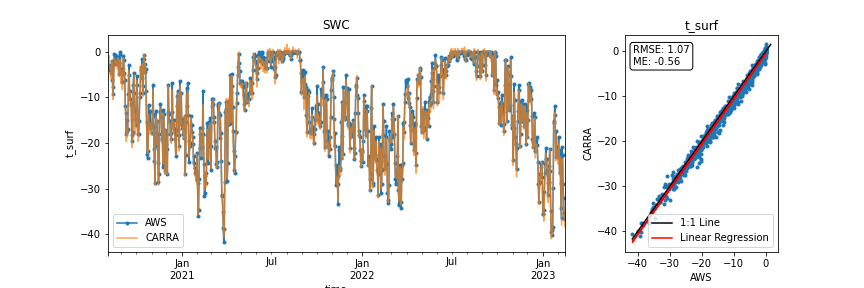 SWC
t_surf
0
−10
−20
−30
−40
t_surf
AWS
CARRA
Jan
2021
Jul
Jan
2022
Jul
Jan
2023
time
RMSE: 1.07
ME: -0.56
0
−10
−20
−30
−40
CARRA
1:1 Line
Linear Regression
−40
−30
−20
−10
0
AWS